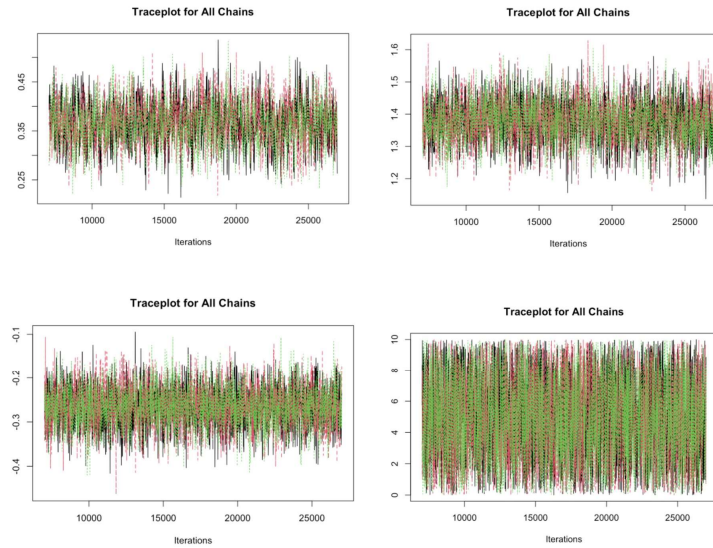 Traceplot for All Chains
0.45
0.35
0.25
10000 15000 20000 25000
Iterations
Traceplot for All Chains
1.6
1.5
1.4
1.3
1.2
10000 15000 20000 25000
Iterations
Traceplot for All Chains
-0.1
-0.2
-0.3
-0.4
10000 15000 20000 25000
Iterations
Traceplot for All Chains
10
8
6
4
2
0
10000 15000 20000 25000
Iterations